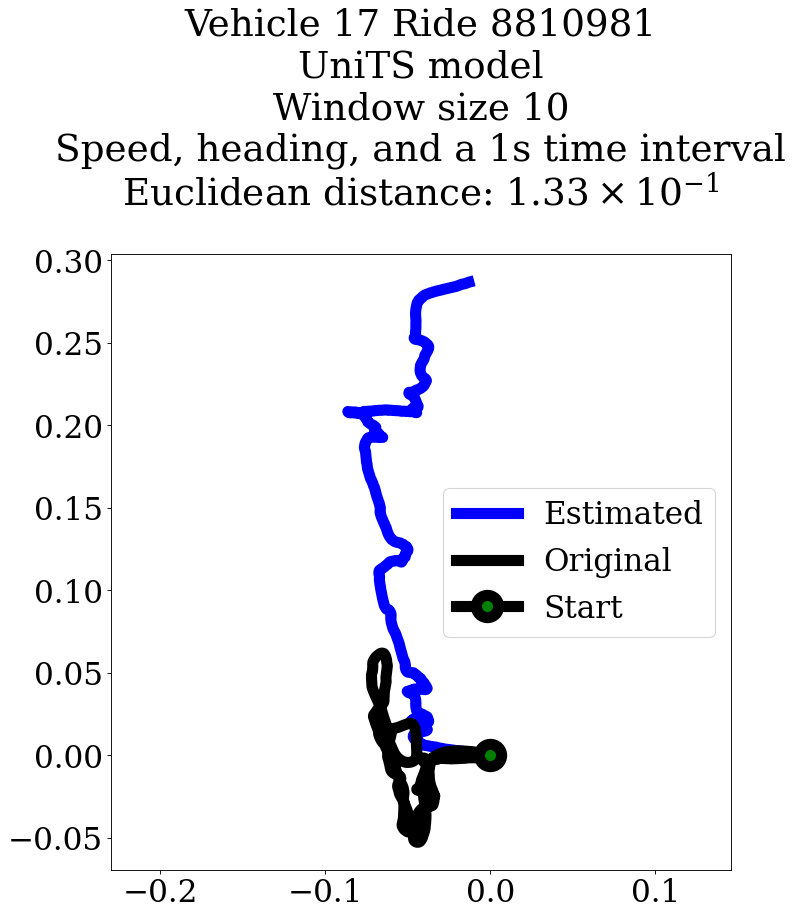 Vehicle 17 Ride 8810981
UniTS model
Window size 10
Speed, heading, and a 1s time interval
Euclidean distance: 1.33 × 10⁻¹
0.30
0.25
0.20
0.15
0.10
0.05
0.00
−0.05
Estimated
Original
Start
−0.2
−0.1
0.0
0.1